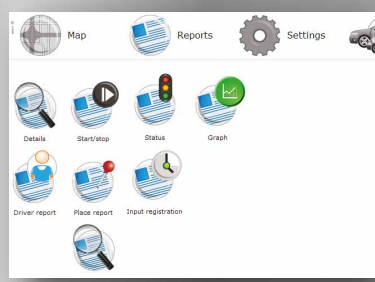 Map Reports Settings
Details Start/stop Status Graph
Driver report Place report Input registration